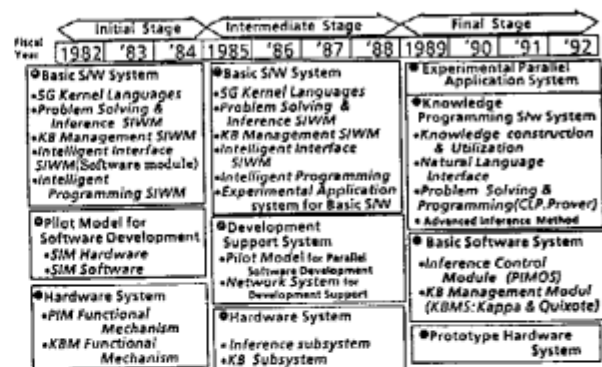 Initial Stage
Intermediate Stage
Final Stage
Fiscal
Year
1982 '83 '84
1985 '86 '87 '88
1989 '90 '91 '92
Basic S/W System
•SG Kernel Languages
•Problem Solving &
Inference S/WM
•KB Management S/WM
•Intelligent Interface
S/WM(Software module)
•Intelligent
Programming S/WM
Pilot Model for
Software Development
•SIM Hardware
•SIM Software
Hardware System
•PIM Functional
Mechanism
•KBM Functional
Mechanism
Basic S/W System
•SG Kernel Languages
•Problem Solving &
Inference S/WM
•KB Management S/WM
•Intelligent Interface
S/WM
•Intelligent Programming
•Experimental Application
system for Basic S/W
Development
Support System
•Pilot Model for Parallel
Software Development
•Network System for
Development Support
Hardware System
•Inference subsystem
•KB Subsystem
Experimental Parallel
Application System
Knowledge
Programming S/w System
•Knowledge construction
& Utilization
•Natural Language
Interface
•Problem Solving &
Programming(CLP.Prover)
•Advanced Inference Method
Basic Software System
•Inference Control
Module (PIMOS)
•KB Management Modul
(KBMS:Kappa & Quixote)
Prototype Hardware
System